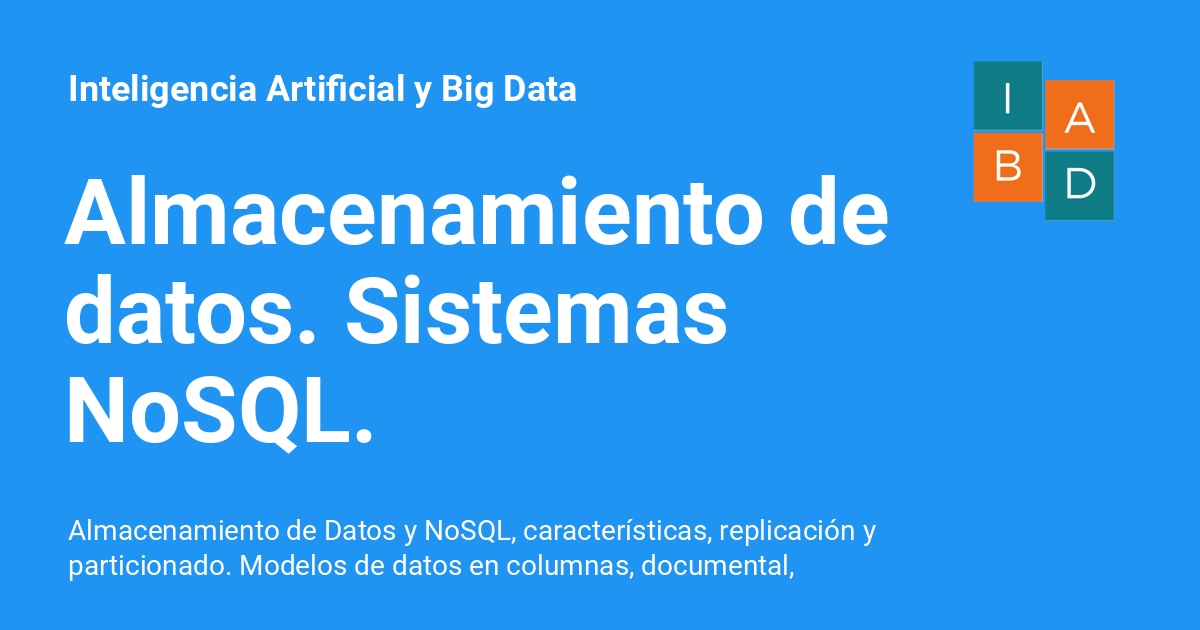 Inteligencia Artificial y Big Data
I
A
B
D
Almacenamiento de
datos. Sistemas
NoSQL.
Almacenamiento de Datos y NoSQL, características, replicación y
particionado. Modelos de datos en columnas, documental,